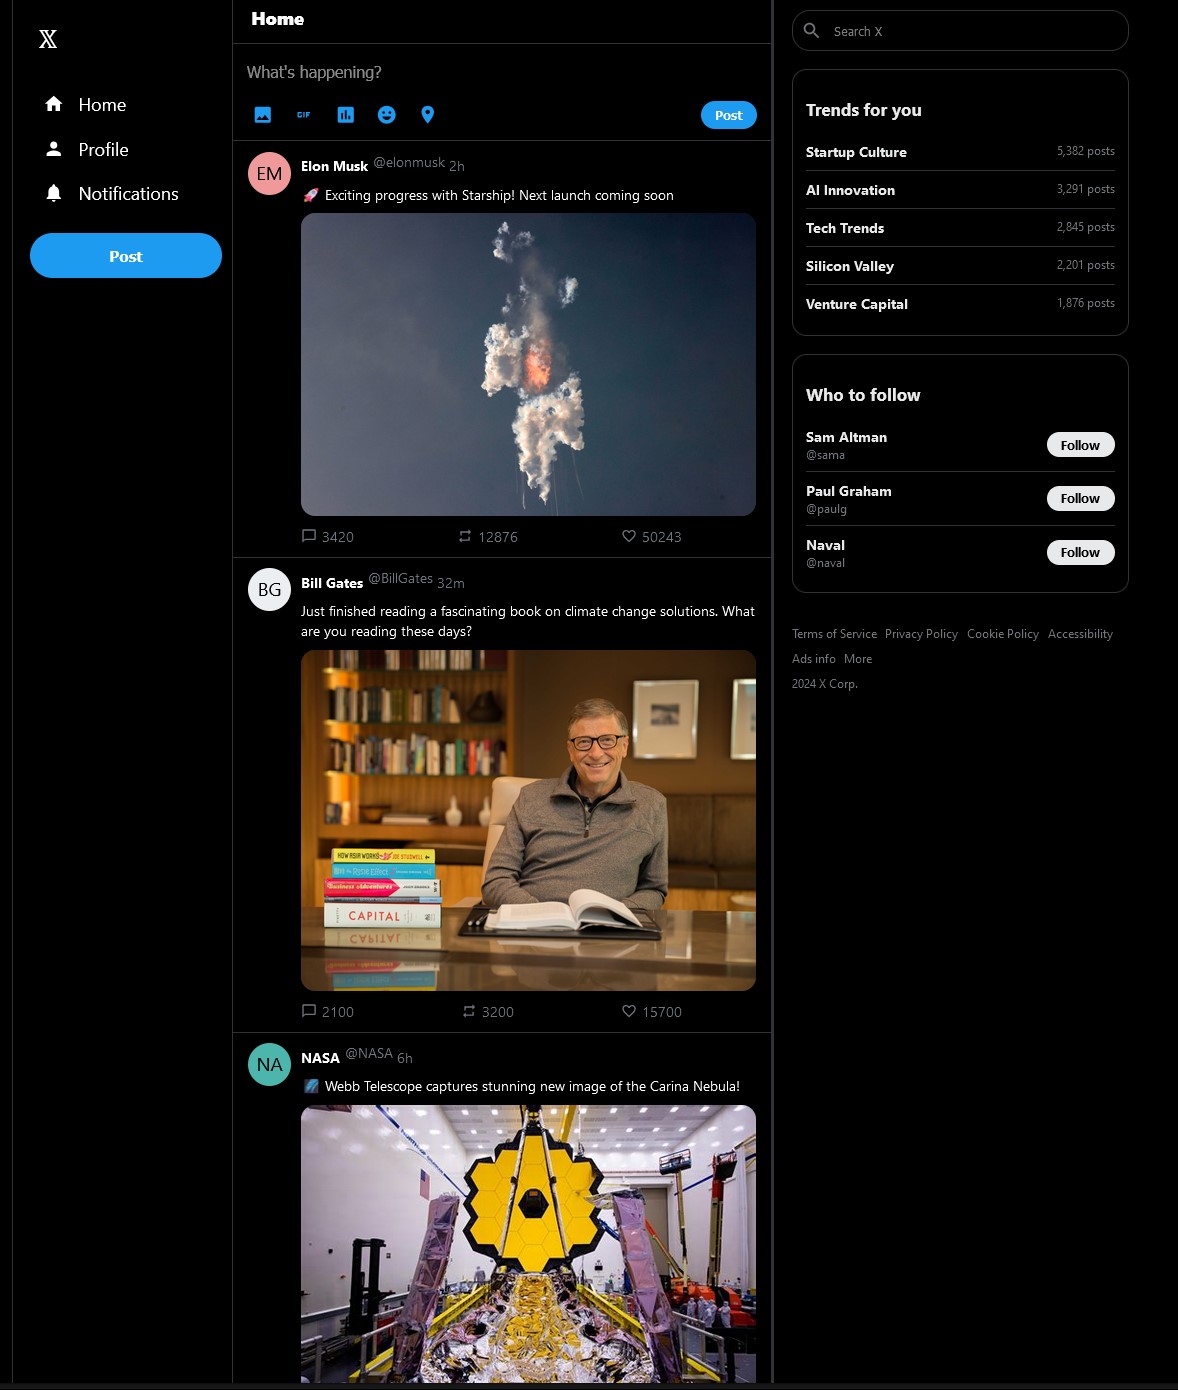 𝕏
Home
Profile
Notifications
Post
Home
What's happening?
GIF
Post
EM
Elon Musk @elonmusk 2h
🚀 Exciting progress with Starship! Next launch coming soon
3420 12876 50243
BG
Bill Gates @BillGates 32m
Just finished reading a fascinating book on climate change solutions. What
are you reading these days?
HOW ASIA WORKS JOE STUDWELL
Business Adventures
CAPITAL
2100 3200 15700
NA
NASA @NASA 6h
🌌 Webb Telescope captures stunning new image of the Carina Nebula!
Search X
Trends for you
Startup Culture 5,382 posts
AI Innovation 3,291 posts
Tech Trends 2,845 posts
Silicon Valley 2,201 posts
Venture Capital 1,876 posts
Who to follow
Sam Altman
@sama
Follow
Paul Graham
@paulg
Follow
Naval
@naval
Follow
Terms of Service Privacy Policy Cookie Policy Accessibility
Ads info More
2024 X Corp.